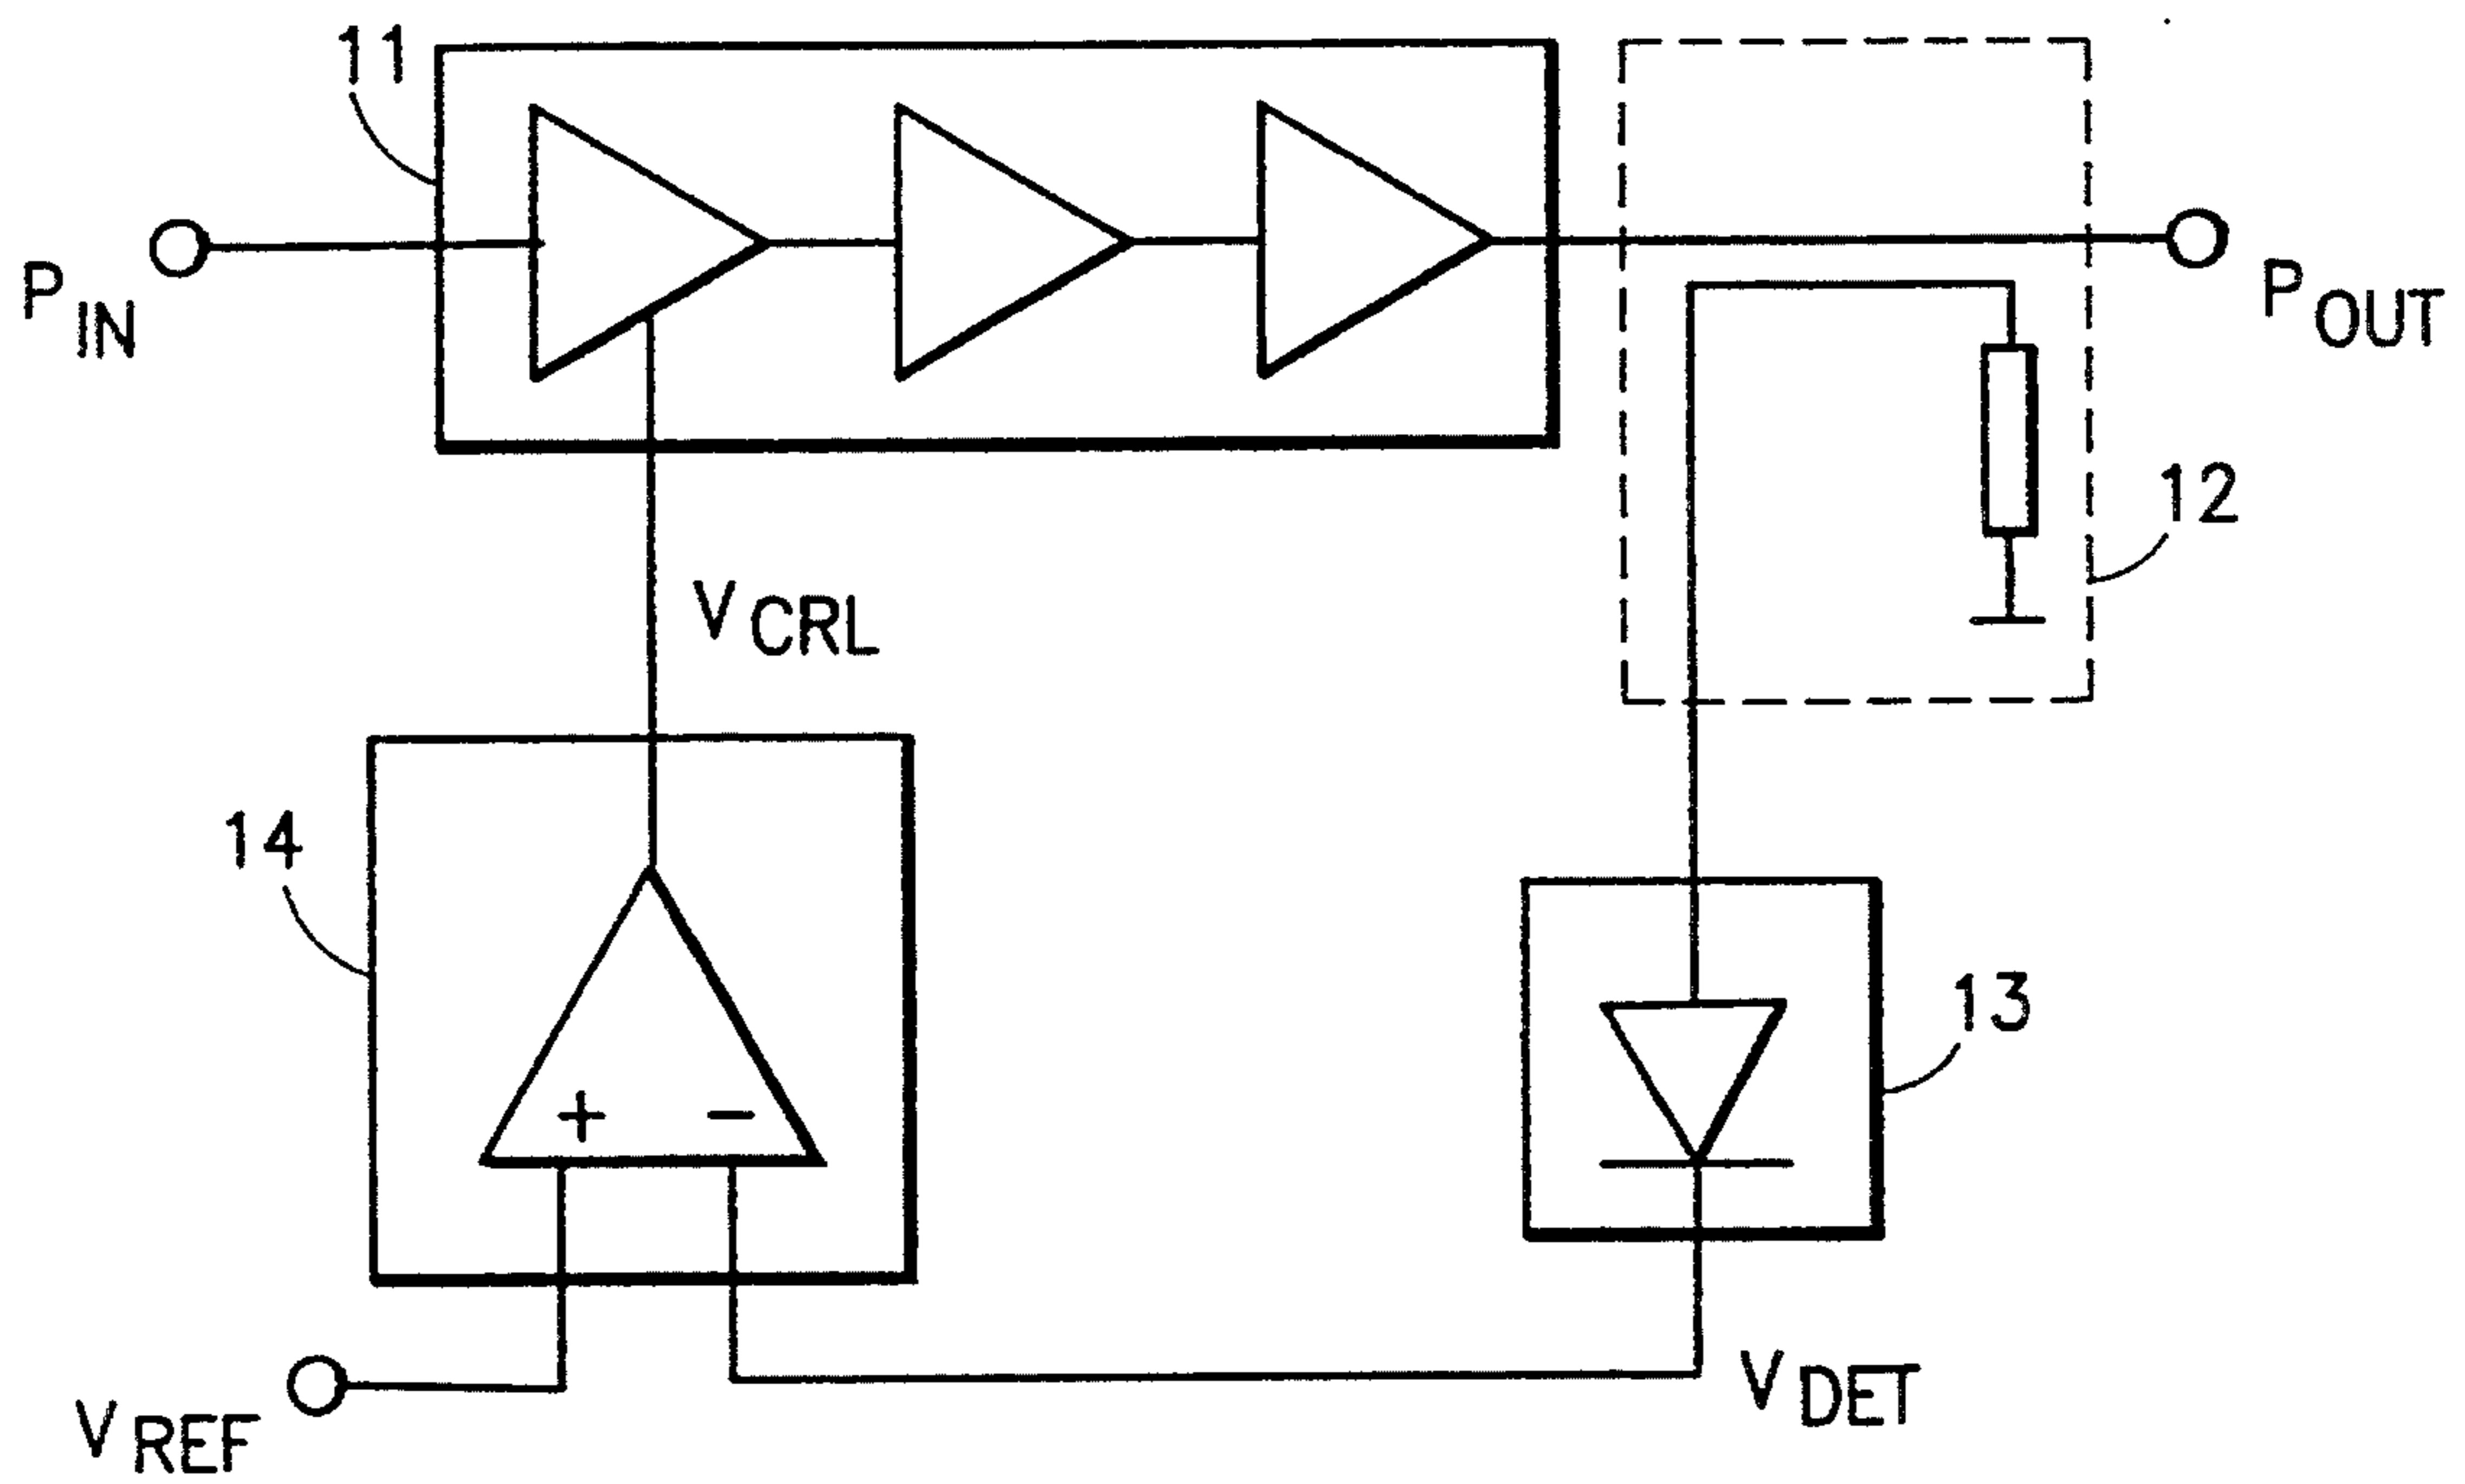 11
P IN
P OUT
12
V CRL
14
13
+ −
V DET
V REF